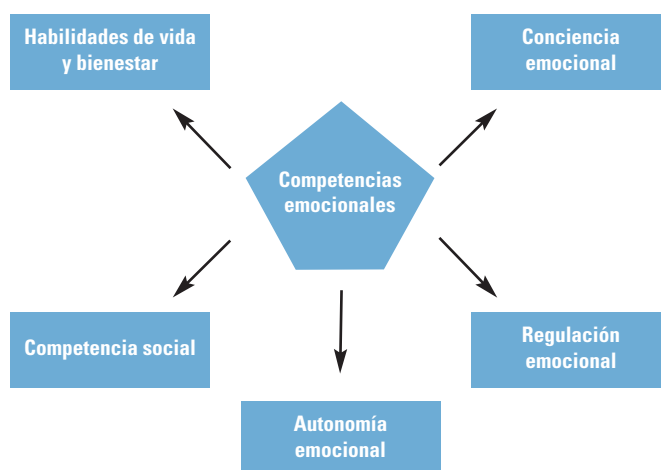 Habilidades de vida
y bienestar
Conciencia
emocional
Competencias
emocionales
Competencia social
Regulación
emocional
Autonomía
emocional